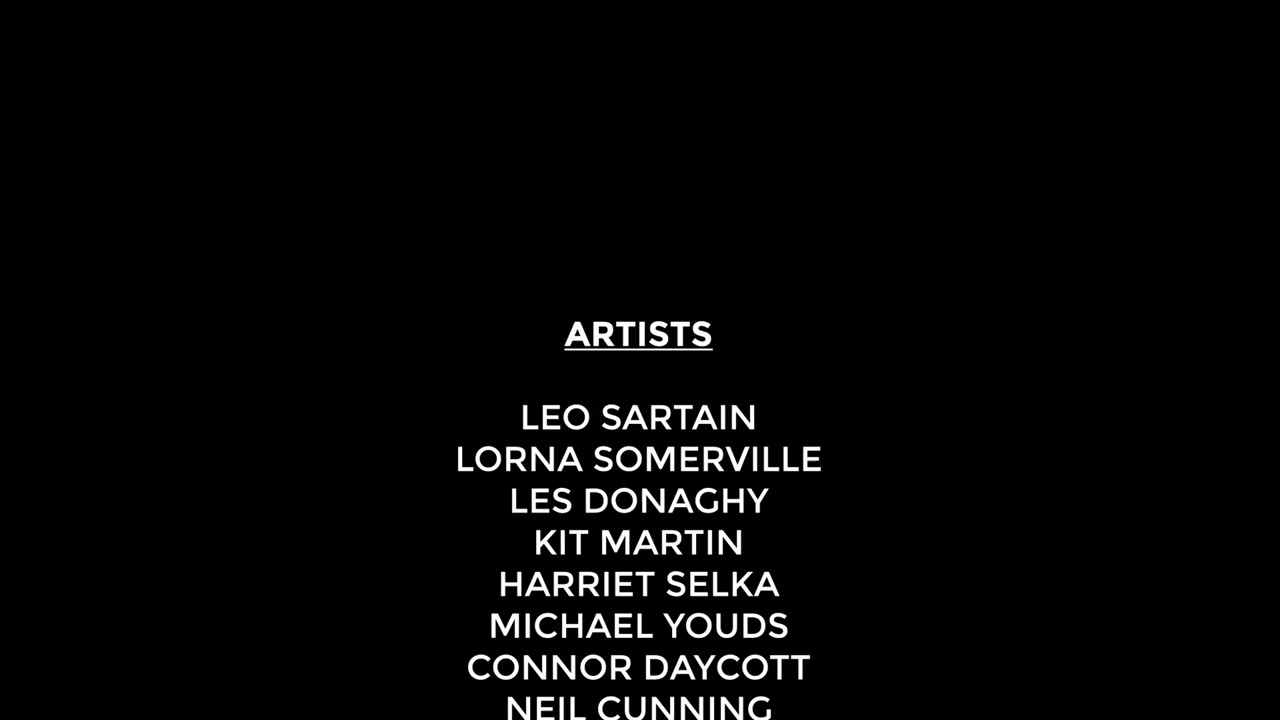 ARTISTS
LEO SARTAIN
LORNA SOMERVILLE
LES DONAGHY
KIT MARTIN
HARRIET SELKA
MICHAEL YOUDS
CONNOR DAYCOTT
NEIL CUNNING